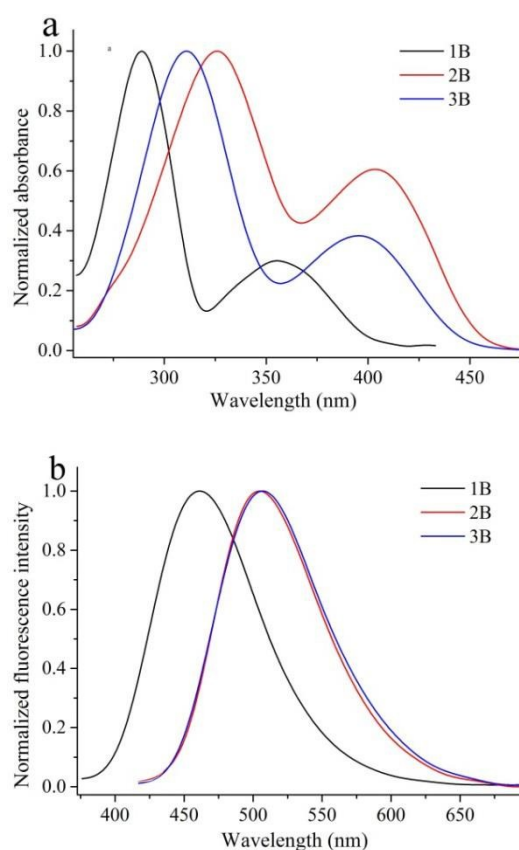 a
a
1B
2B
3B
Normalized absorbance
1.0
0.8
0.6
0.4
0.2
0.0
300 350 400 450
Wavelength (nm)
b
1B
2B
3B
Normalized fluorescence intensity
1.0
0.8
0.6
0.4
0.2
0.0
400 450 500 550 600 650
Wavelength (nm)